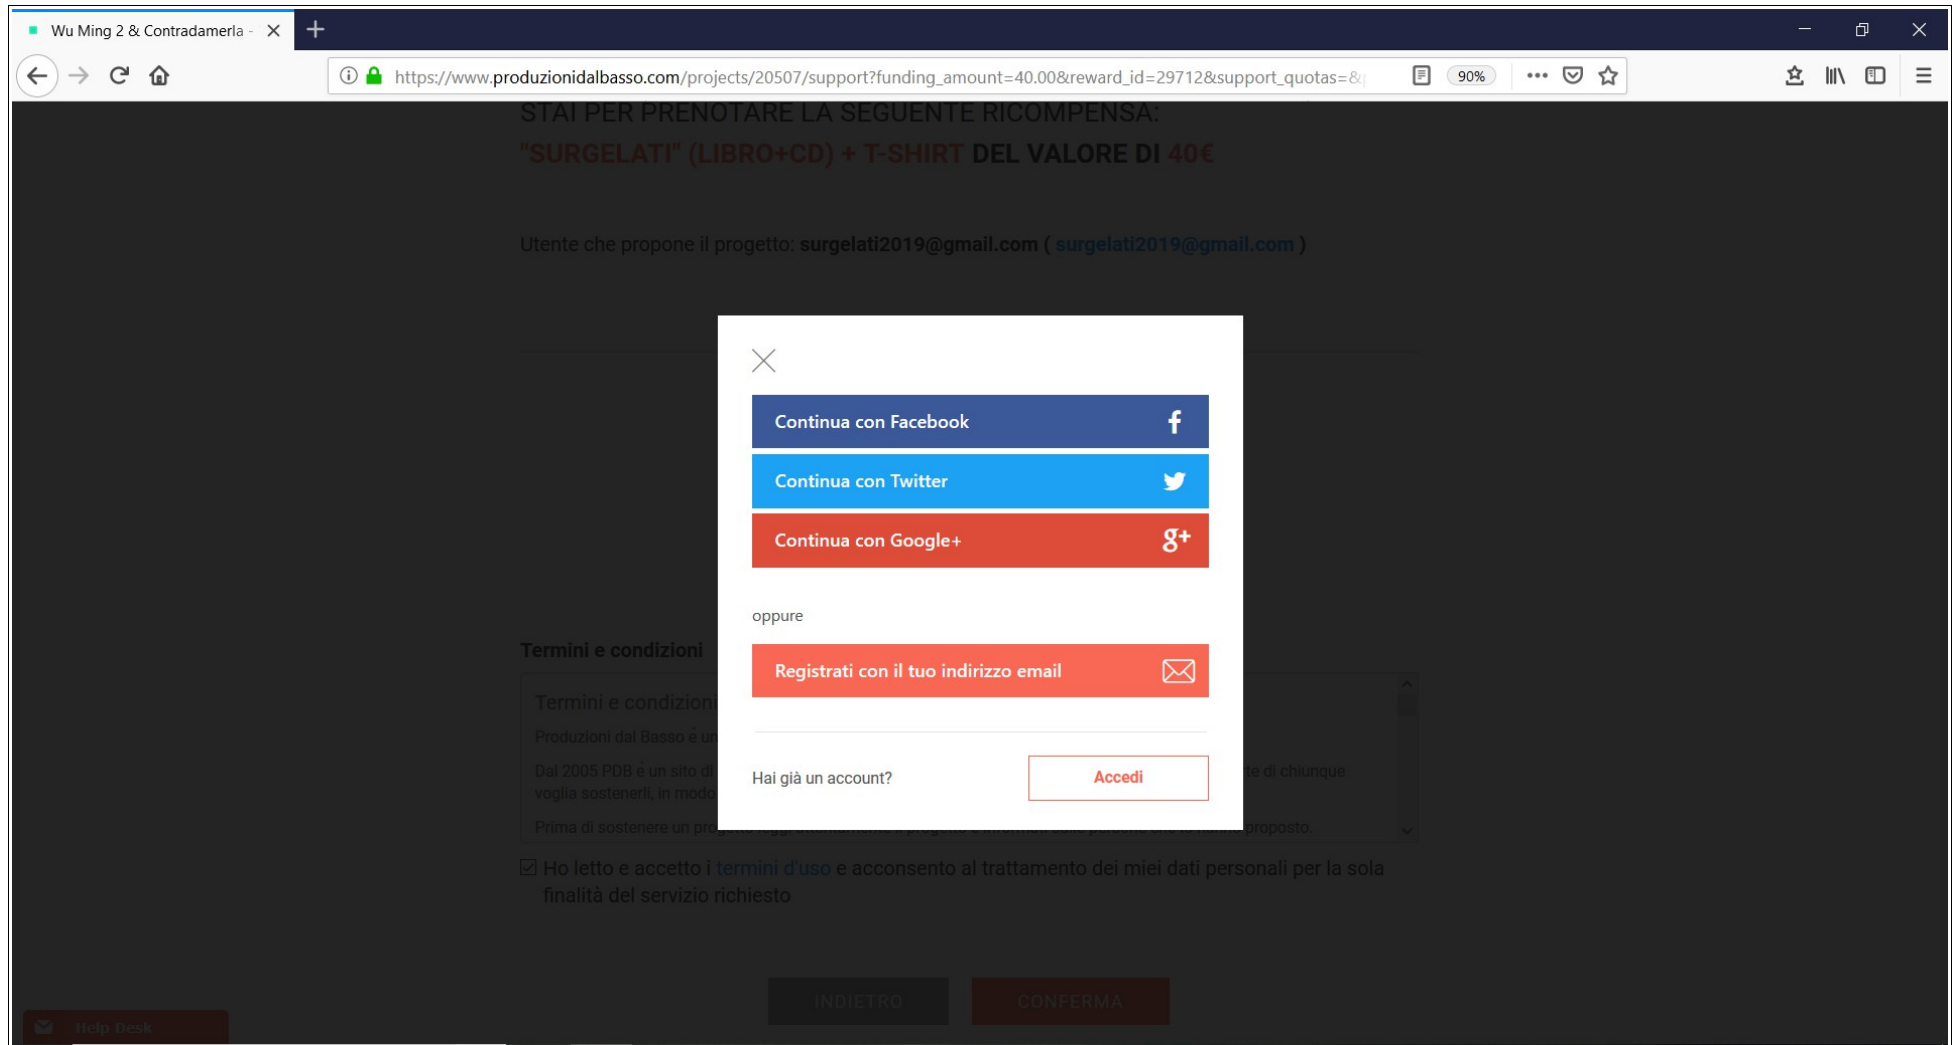 Wu Ming 2 & Contradamerla -
https://www.produzionidalbasso.com/projects/20507/support?funding_amount=40.00&reward_id=29712&support_quotas=&
90%
STAI PER PRENOTARE LA SEGUENTE RICOMPENSA:
"SURGELATI" (LIBRO+CD) + T-SHIRT DEL VALORE DI 40€
Utente che propone il progetto: surgelati2019@gmail.com ( surgelati2019@gmail.com )
Continua con Facebook
Continua con Twitter
Continua con Google+
g+
oppure
Registrati con il tuo indirizzo email
Hai già un account?
Accedi
Termini e condizioni
Termini e condizioni
Produzioni dal Basso è un
Dal 2005 PDB è un sito di
di chiunque
voglia sostenerli, in modo
Prima di sostenere un
proposto.
Ho letto e accetto i termini d'uso e acconsento al trattamento dei miei dati personali per la sola
finalità del servizio richiesto
INDIETRO
CONFERMA
Help Desk